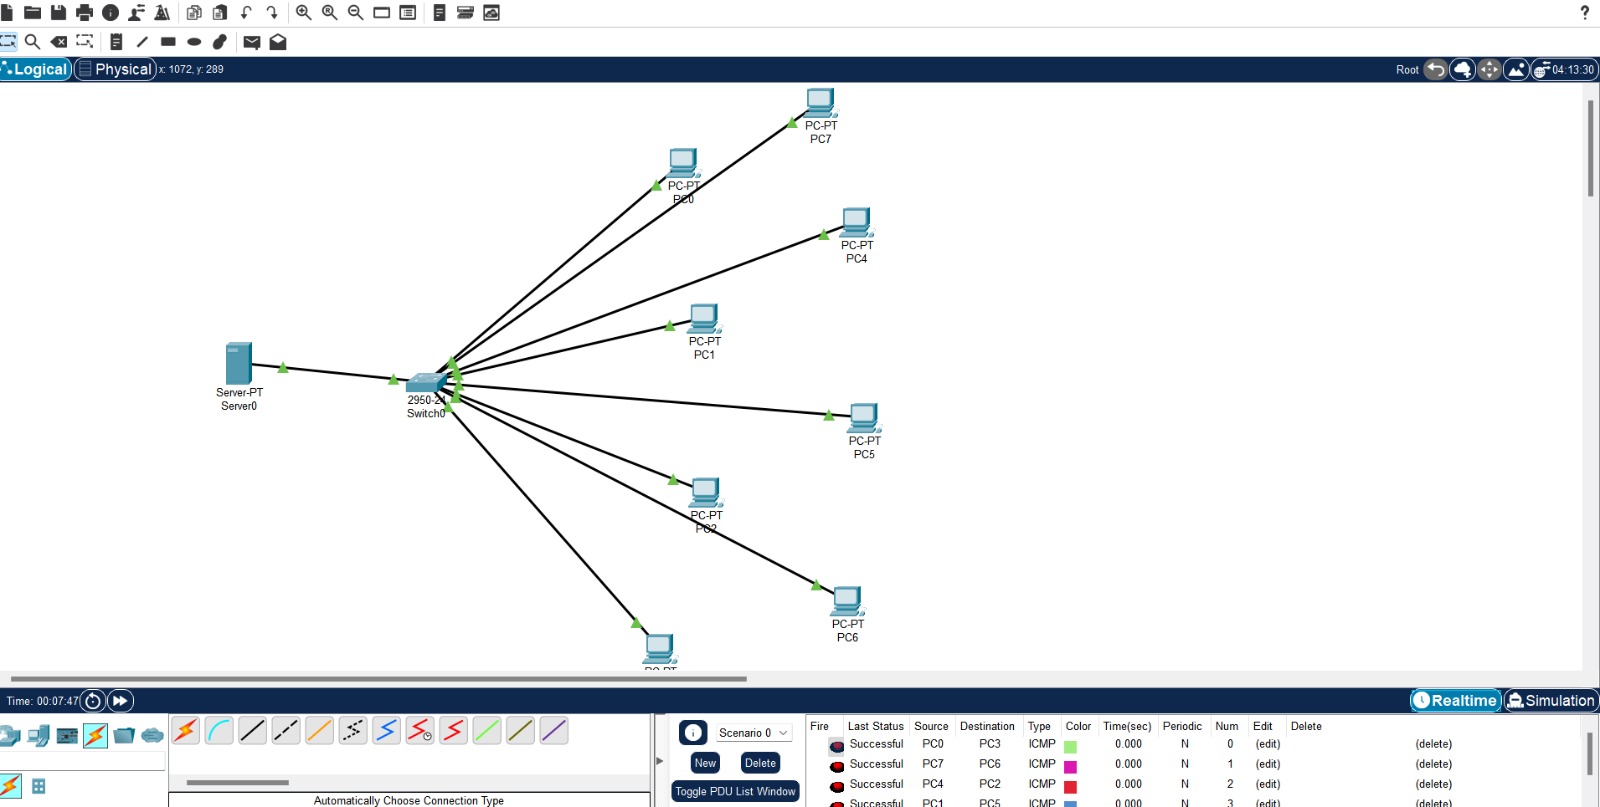 ?
Logical Physical x: 1072, y: 289 Root 04:13:30
PC-PT
PC7
PC-PT
PC0
PC-PT
PC4
PC-PT
PC1
Server-PT
Server0
2950-24
Switch0
PC-PT
PC5
PC-PT
PC2
PC-PT
PC6
PC-PT
Time: 00:07:47 Realtime Simulation
Scenario 0
New Delete
Toggle PDU List Window
Automatically Choose Connection Type
Fire Last Status Source Destination Type Color Time(sec) Periodic Num Edit Delete
Successful PC0 PC3 ICMP 0.000 N 0 (edit) (delete)
Successful PC7 PC6 ICMP 0.000 N 1 (edit) (delete)
Successful PC4 PC2 ICMP 0.000 N 2 (edit) (delete)
Successful PC1 PC5 ICMP 0.000 N 3 (edit) (delete)